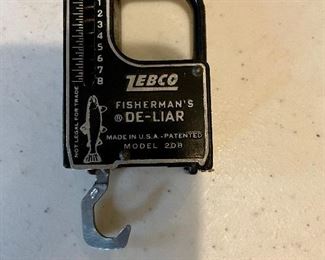 1
2
3
4
5
6
7
8
ZEBCO
FISHERMAN'S
® DE-LIAR
MADE IN U.S.A. - PATENTED
MODEL 2DB
NOT LEGAL FOR TRADE